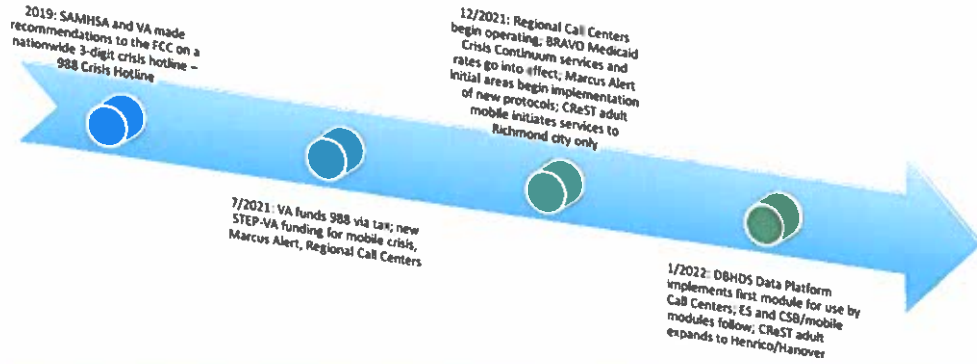 2019: SAMHSA and VA made
recommendations to the FCC on a
nationwide 3-digit crisis hotline –
988 Crisis Hotline
7/2021: VA funds 988 via tax; new
STEP-VA funding for mobile crisis,
Marcus Alert, Regional Call Centers
12/2021: Regional Call Centers
begin operating; BRAVO Medicaid
Crisis Continuum services and
rates go into effect; Marcus Alert
initial areas begin implementation
of new protocols; CReST adult
mobile initiates services to
Richmond city only
1/2022: DBHDS Data Platform
implements first module for use by
Call Centers; ES and CSB/mobile
modules follow; CReST adult
expands to Henrico/Hanover